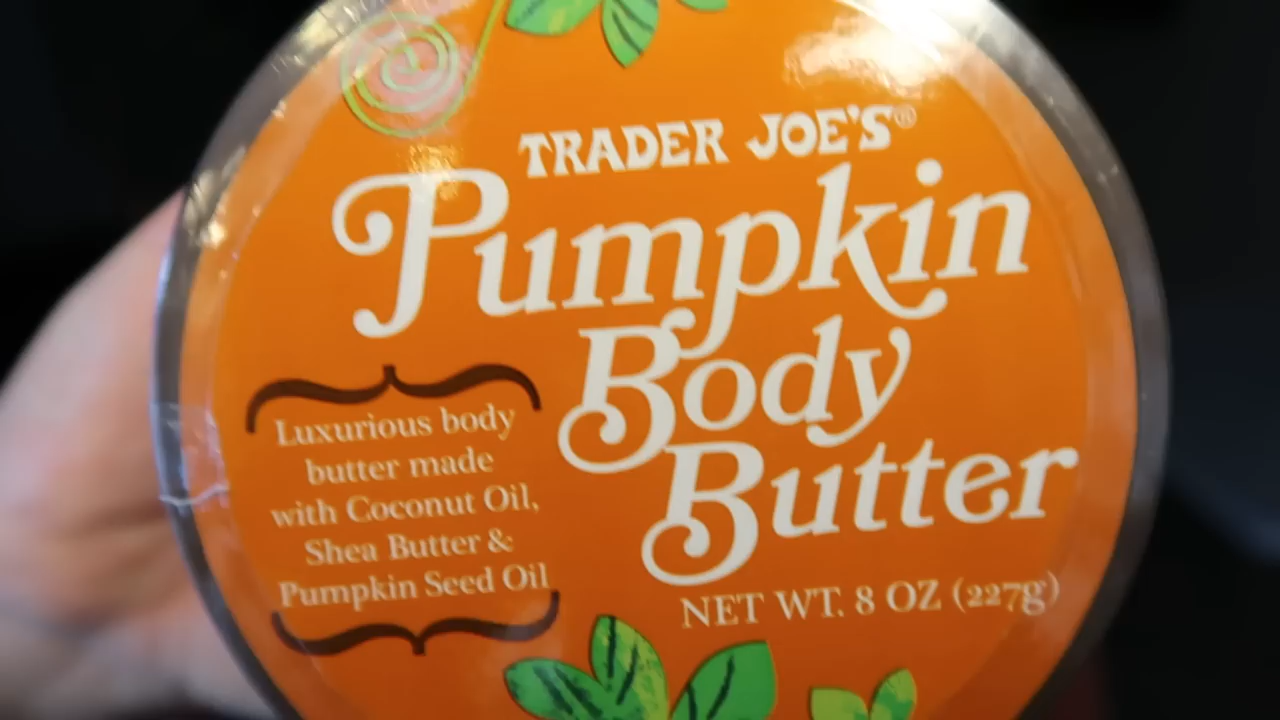 TRADER JOE'S®
Pumpkin
Body
Butter
Luxurious body
butter made
with Coconut Oil,
Shea Butter &
Pumpkin Seed Oil
NET WT. 8 OZ (227g)